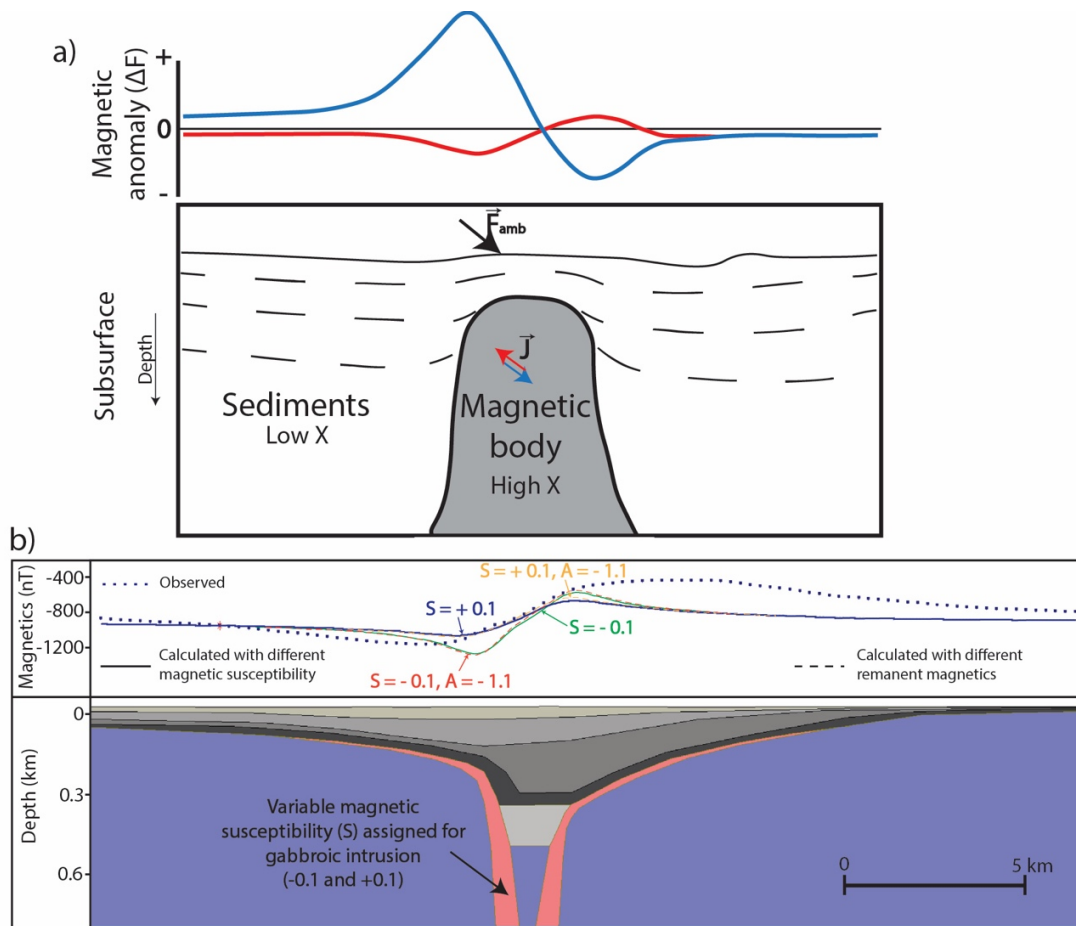 a)
Magnetic
anomaly (ΔF)
+
0
-
F amb
Subsurface
Depth
J
Sediments
Low X
Magnetic
body
High X
b)
Magnetics (nT)
-400
-800
-1200
Observed
S = + 0.1, A = - 1.1
S = + 0.1
S = - 0.1
Calculated with different
magnetic susceptibility
S = - 0.1, A = - 1.1
Calculated with different
remanent magnetics
Depth (km)
0
0.3
0.6
Variable magnetic
susceptibility (S) assigned for
gabbroic intrusion
(-0.1 and +0.1)
0
5 km